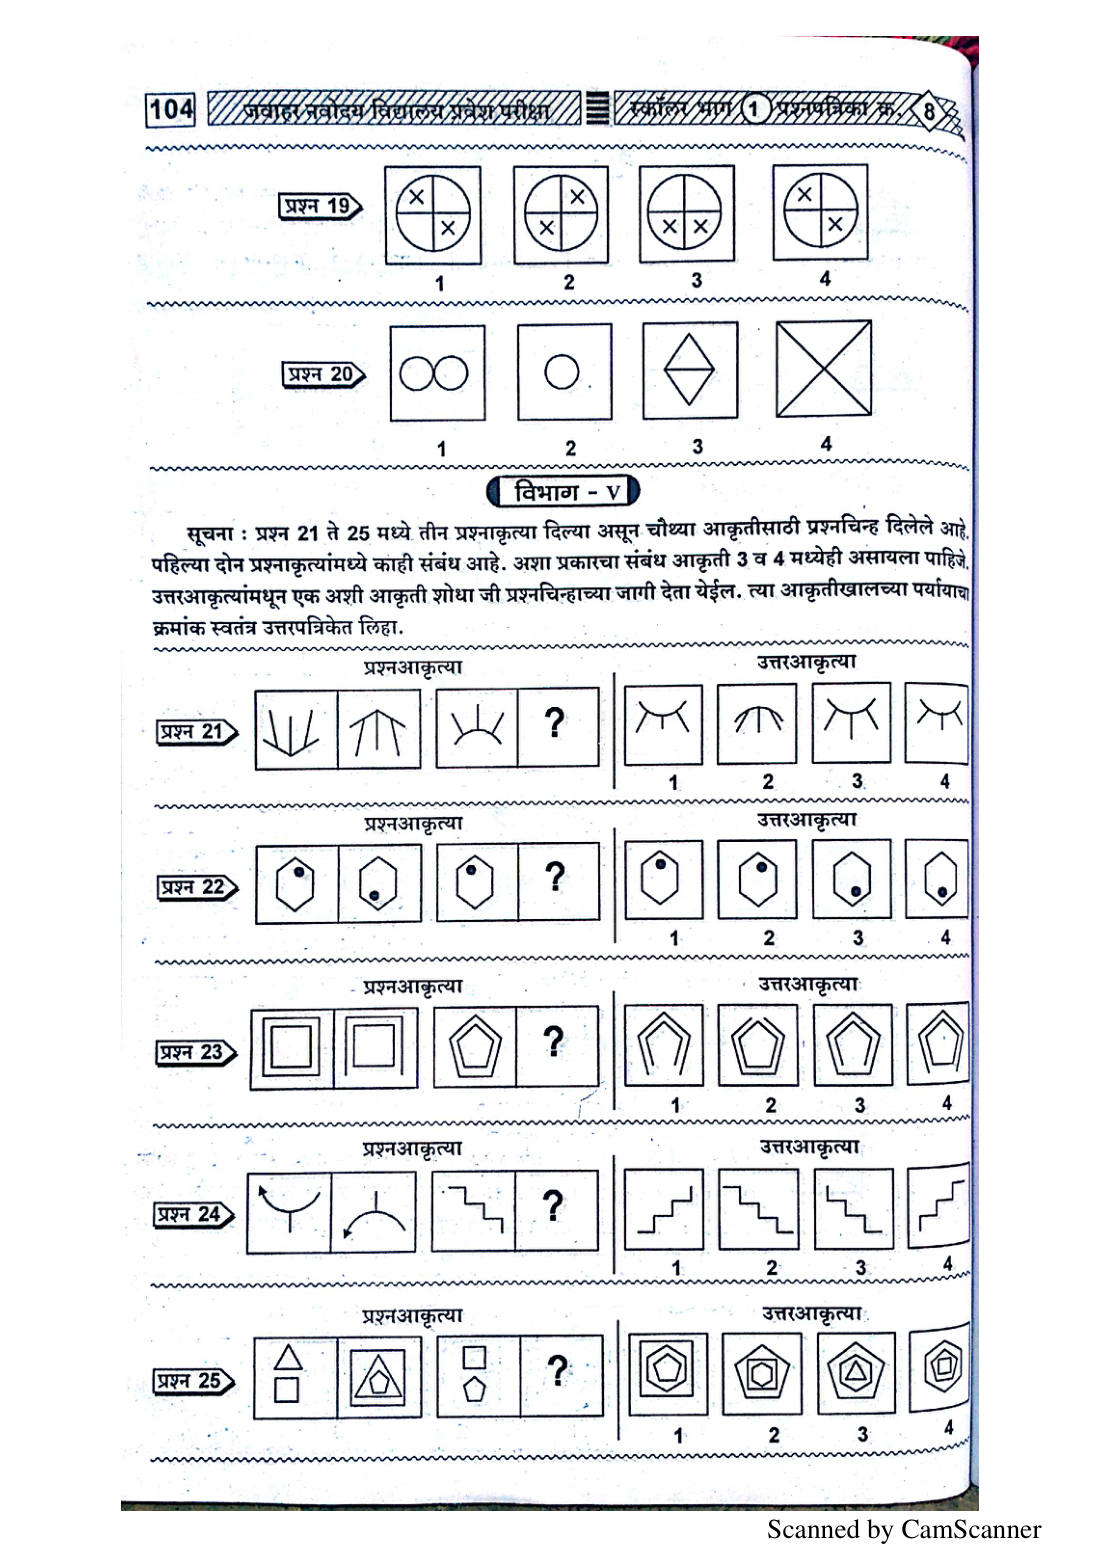 104 जवाहर नवोदय विद्यालय प्रवेश परीक्षा स्कॉलर भाग 1 प्रश्नपत्रिका क्र. 8
प्रश्न 19
1 2 3 4
प्रश्न 20
1 2 3 4
विभाग - V
सूचना : प्रश्न 21 ते 25 मध्ये तीन प्रश्नाकृत्या दिल्या असून चौथ्या आकृतीसाठी प्रश्नचिन्ह दिलेले आहे.
पहिल्या दोन प्रश्नाकृत्यांमध्ये काही संबंध आहे. अशा प्रकारचा संबंध आकृती 3 व 4 मध्येही असायला पाहिजे.
उत्तरआकृत्यांमधून एक अशी आकृती शोधा जी प्रश्नचिन्हाच्या जागी देता येईल. त्या आकृतीखालच्या पर्यायाचा
क्रमांक स्वतंत्र उत्तरपत्रिकेत लिहा.
प्रश्नआकृत्या उत्तरआकृत्या
प्रश्न 21 ?
1 2 3 4
प्रश्नआकृत्या उत्तरआकृत्या
प्रश्न 22 ?
1 2 3 4
प्रश्नआकृत्या उत्तरआकृत्या
प्रश्न 23 ?
1 2 3 4
प्रश्नआकृत्या उत्तरआकृत्या
प्रश्न 24 ?
1 2 3 4
प्रश्नआकृत्या उत्तरआकृत्या
प्रश्न 25 ?
1 2 3 4
Scanned by CamScanner